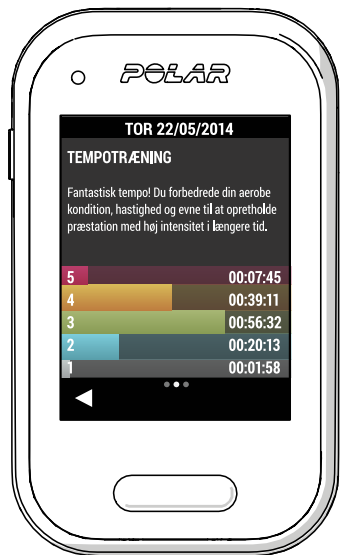 POLAR
TOR 22/05/2014
TEMPOTRÆNING
Fantastisk tempo! Du forbedrede din aerobe
kondition, hastighed og evne til at opretholde
præstation med høj intensitet i længere tid.
5 00:07:45
4 00:39:11
3 00:56:32
2 00:20:13
1 00:01:58